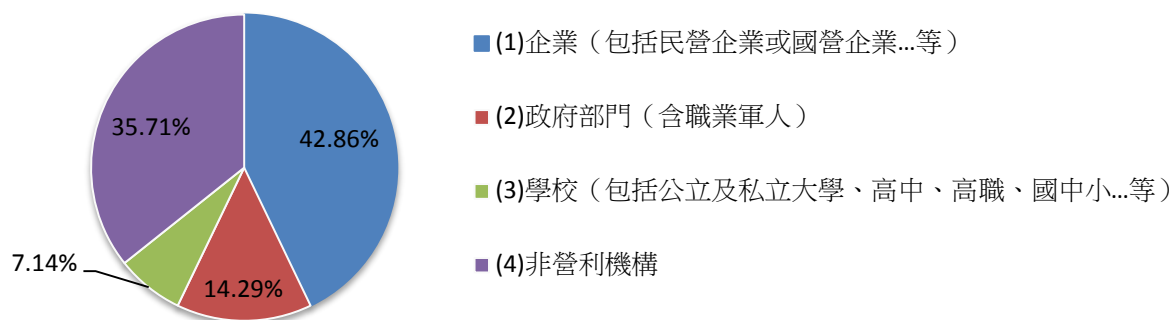 (1)企業（包括民營企業或國營企業...等）
35.71%
42.86%
(2)政府部門（含職業軍人）
(3)學校（包括公立及私立大學、高中、高職、國中小...等）
7.14%
14.29%
(4)非營利機構